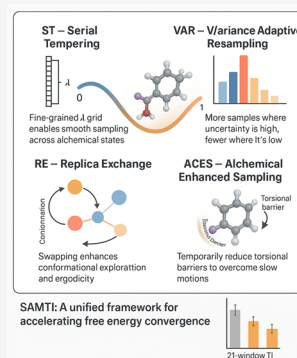 ST – Serial
Tempering
λ
0
1
Fine-grained λ grid
enables smooth sampling
across alchemical states
VAR – V/ariance Adaptive
Resampling
More samples where
uncertainty is high,
fewer where It's low
RE – Replica Exchange
Conionnation
Swapping enhances
conformational explorattion
and ergodicity
ACES – Alchemical
Enhanced Sampling
Torsional
barrier
Temporarily reduce torsional
barriers to overcome slow
motions
SAMTI: A unified framework for
accelerating free energy convergence
21-window TI